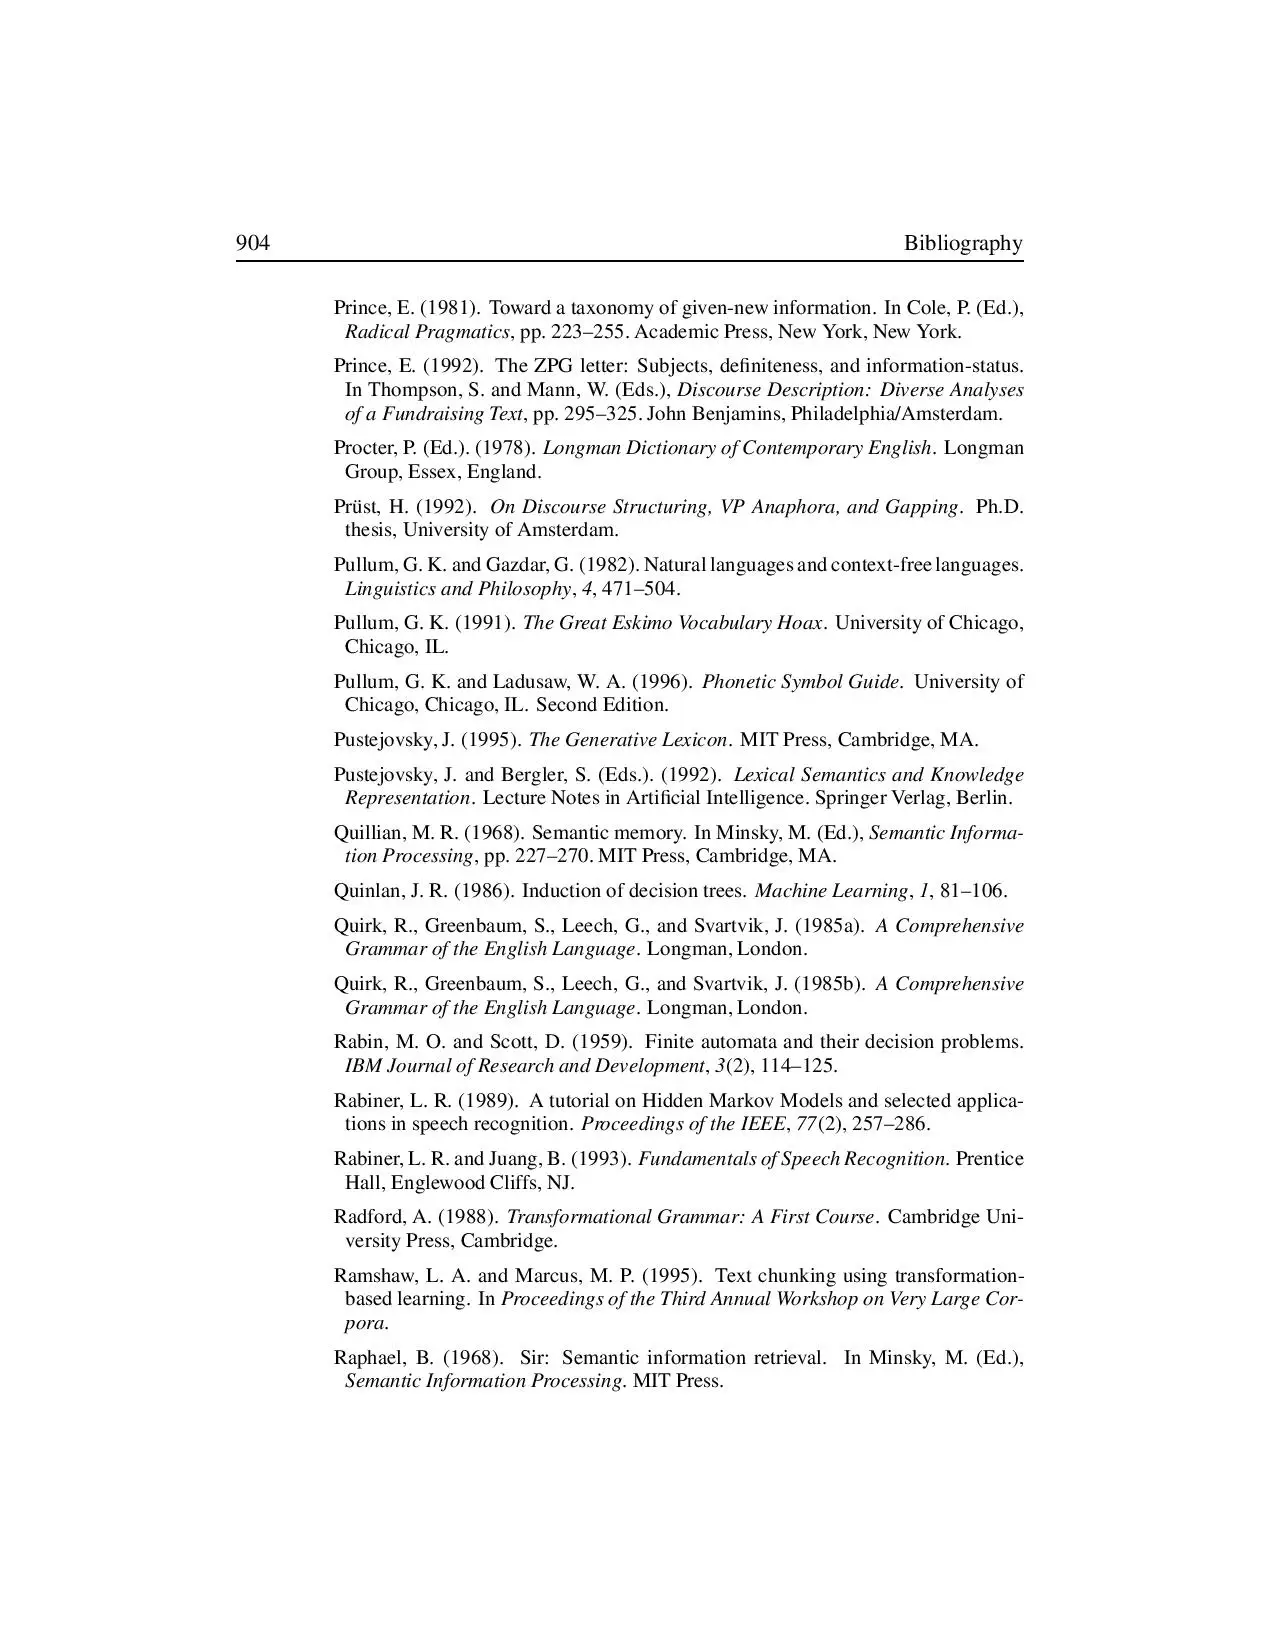 904 Bibliography
Prince, E. (1981). Toward a taxonomy of given-new information. In Cole, P. (Ed.),
Radical Pragmatics, pp. 223–255. Academic Press, New York, New York.
Prince, E. (1992). The ZPG letter: Subjects, definiteness, and information-status.
In Thompson, S. and Mann, W. (Eds.), Discourse Description: Diverse Analyses
of a Fundraising Text, pp. 295–325. John Benjamins, Philadelphia/Amsterdam.
Procter, P. (Ed.). (1978). Longman Dictionary of Contemporary English. Longman
Group, Essex, England.
Prüst, H. (1992). On Discourse Structuring, VP Anaphora, and Gapping. Ph.D.
thesis, University of Amsterdam.
Pullum, G. K. and Gazdar, G. (1982). Natural languages and context-free languages.
Linguistics and Philosophy, 4, 471–504.
Pullum, G. K. (1991). The Great Eskimo Vocabulary Hoax. University of Chicago,
Chicago, IL.
Pullum, G. K. and Ladusaw, W. A. (1996). Phonetic Symbol Guide. University of
Chicago, Chicago, IL. Second Edition.
Pustejovsky, J. (1995). The Generative Lexicon. MIT Press, Cambridge, MA.
Pustejovsky, J. and Bergler, S. (Eds.). (1992). Lexical Semantics and Knowledge
Representation. Lecture Notes in Artificial Intelligence. Springer Verlag, Berlin.
Quillian, M. R. (1968). Semantic memory. In Minsky, M. (Ed.), Semantic Informa-
tion Processing, pp. 227–270. MIT Press, Cambridge, MA.
Quinlan, J. R. (1986). Induction of decision trees. Machine Learning, 1, 81–106.
Quirk, R., Greenbaum, S., Leech, G., and Svartvik, J. (1985a). A Comprehensive
Grammar of the English Language. Longman, London.
Quirk, R., Greenbaum, S., Leech, G., and Svartvik, J. (1985b). A Comprehensive
Grammar of the English Language. Longman, London.
Rabin, M. O. and Scott, D. (1959). Finite automata and their decision problems.
IBM Journal of Research and Development, 3(2), 114–125.
Rabiner, L. R. (1989). A tutorial on Hidden Markov Models and selected applica-
tions in speech recognition. Proceedings of the IEEE, 77(2), 257–286.
Rabiner, L. R. and Juang, B. (1993). Fundamentals of Speech Recognition. Prentice
Hall, Englewood Cliffs, NJ.
Radford, A. (1988). Transformational Grammar: A First Course. Cambridge Uni-
versity Press, Cambridge.
Ramshaw, L. A. and Marcus, M. P. (1995). Text chunking using transformation-
based learning. In Proceedings of the Third Annual Workshop on Very Large Cor-
pora.
Raphael, B. (1968). Sir: Semantic information retrieval. In Minsky, M. (Ed.),
Semantic Information Processing. MIT Press.